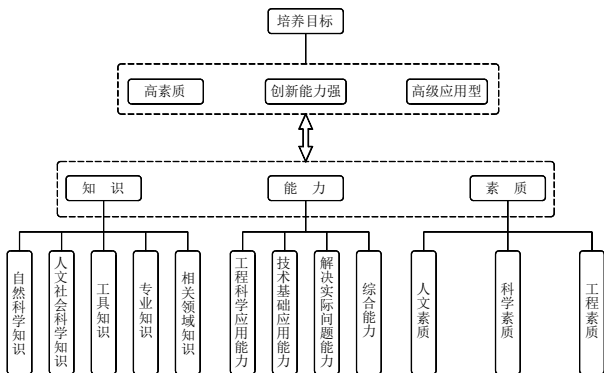 培养目标
高素质
创新能力强
高级应用型
知 识
能 力
素 质
自然科学知识
人文社会科学知识
工具知识
专业知识
相关领域知识
工程科学应用能力
技术基础应用能力
解决实际问题能力
综合能力
人文素质
科学素质
工程素质